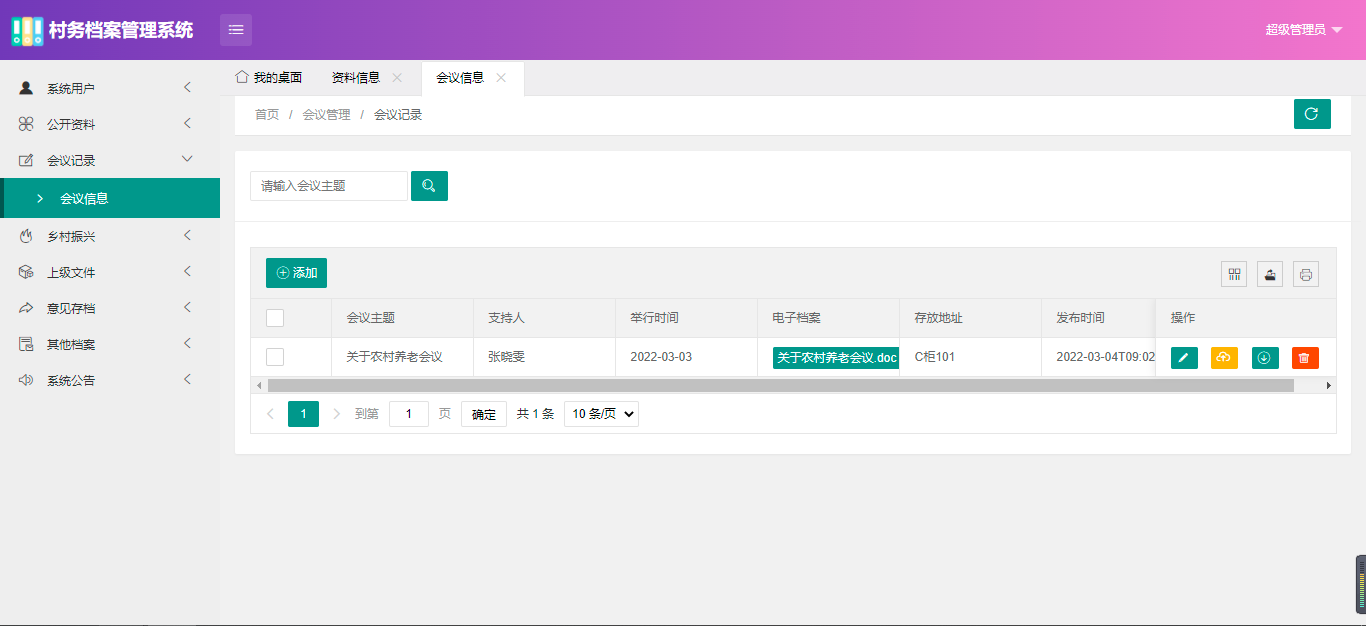 村务档案管理系统
超级管理员
系统用户
公开资料
会议记录
会议信息
乡村振兴
上级文件
意见存档
其他档案
系统公告
我的桌面 资料信息 会议信息
首页 / 会议管理 / 会议记录
请输入会议主题
添加
会议主题 支持人 举行时间 电子档案 存放地址 发布时间 操作
关于农村养老会议 张晓雯 2022-03-03 关于农村养老会议.doc C柜101 2022-03-04T09:02
1 到第 1 页 确定 共 1 条 10 条/页